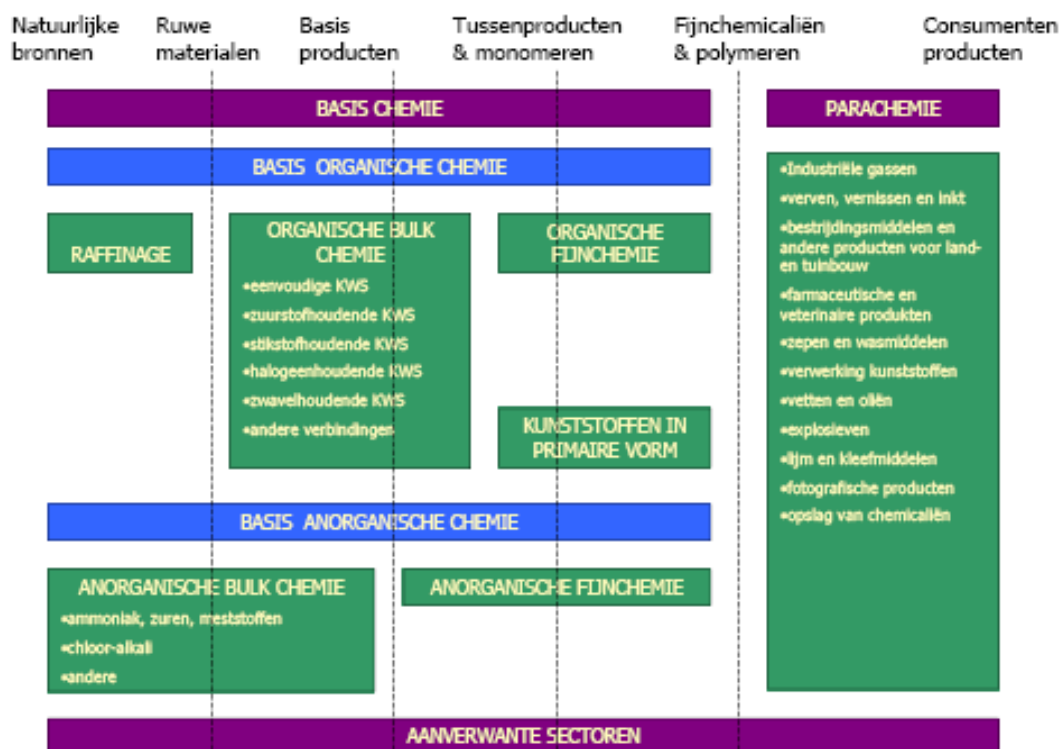 Natuurlijke
bronnen
Ruwe
materialen
Basis
producten
Tussenproducten
& monomeren
Fijnchemicaliën
& polymeren
Consumenten
producten
BASIS CHEMIE
PARACHEMIE
BASIS ORGANISCHE CHEMIE
RAFFINAGE
ORGANISCHE BULK
CHEMIE
•eenvoudige KWS
•zuurstofhoudende KWS
•stikstofhoudende KWS
•halogeenhoudende KWS
•zwavelhoudende KWS
•andere verbindingen
ORGANISCHE
FIJNCHEMIE
KUNSTSTOFFEN IN
PRIMAIRE VORM
•Industriële gassen
•verven, vernissen en inkt
•bestrijdingsmiddelen en
andere producten voor land-
en tuinbouw
•farmaceutische en
veterinaire produkten
•zepen en wasmiddelen
•verwerking kunststoffen
•vetten en oliën
•explosieven
•lijm en kleefmiddelen
•fotografische producten
•opslag van chemicaliën
BASIS ANORGANISCHE CHEMIE
ANORGANISCHE BULK CHEMIE
•ammoniak, zuren, meststoffen
•chloor-alkali
•andere
ANORGANISCHE FIJNCHEMIE
AANVERWANTE SECTOREN